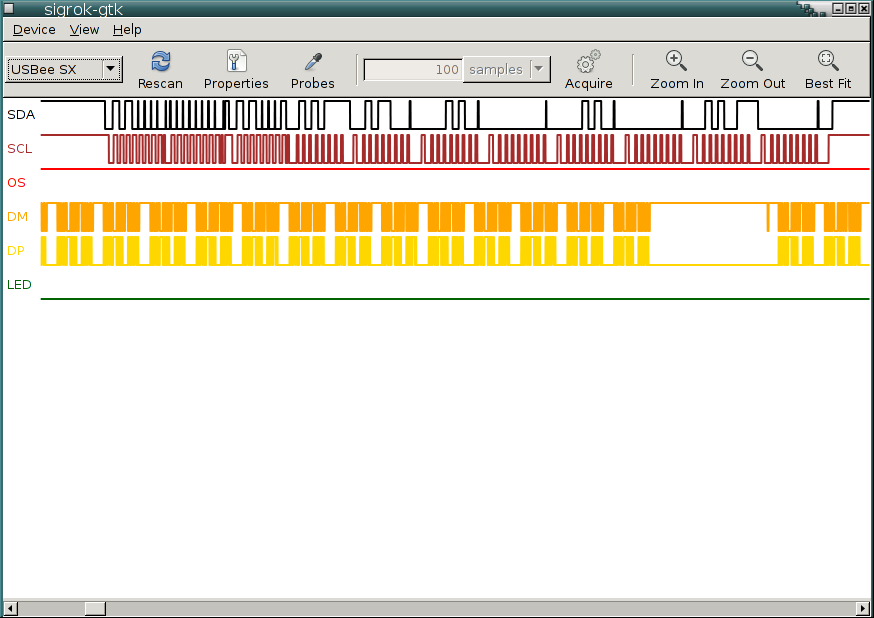 sigrok-gtk
Device View Help
USBee SX Rescan Properties Probes 100 samples Acquire Zoom In Zoom Out Best Fit
SDA
SCL
OS
DM
DP
LED